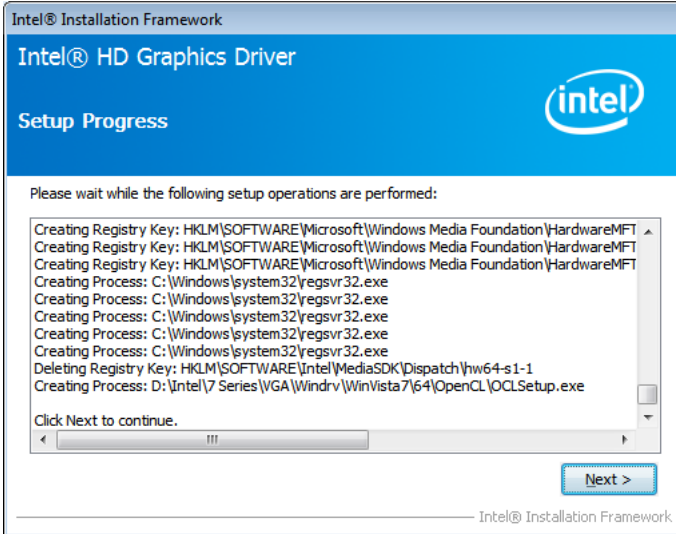 Intel® Installation Framework
Intel® HD Graphics Driver
intel
Setup Progress
Please wait while the following setup operations are performed:
Creating Registry Key: HKLM\SOFTWARE\Microsoft\Windows Media Foundation\HardwareMFT
Creating Registry Key: HKLM\SOFTWARE\Microsoft\Windows Media Foundation\HardwareMFT
Creating Registry Key: HKLM\SOFTWARE\Microsoft\Windows Media Foundation\HardwareMFT
Creating Process: C:\Windows\system32\regsvr32.exe
Creating Process: C:\Windows\system32\regsvr32.exe
Creating Process: C:\Windows\system32\regsvr32.exe
Creating Process: C:\Windows\system32\regsvr32.exe
Creating Process: C:\Windows\system32\regsvr32.exe
Deleting Registry Key: HKLM\SOFTWARE\Intel\MediaSDK\Dispatch\hw64-s1-1
Creating Process: D:\Intel\7 Series\VGA\Windrv\WinVista7\64\OpenCL\OCLSetup.exe
Click Next to continue.
Next >
Intel® Installation Framework